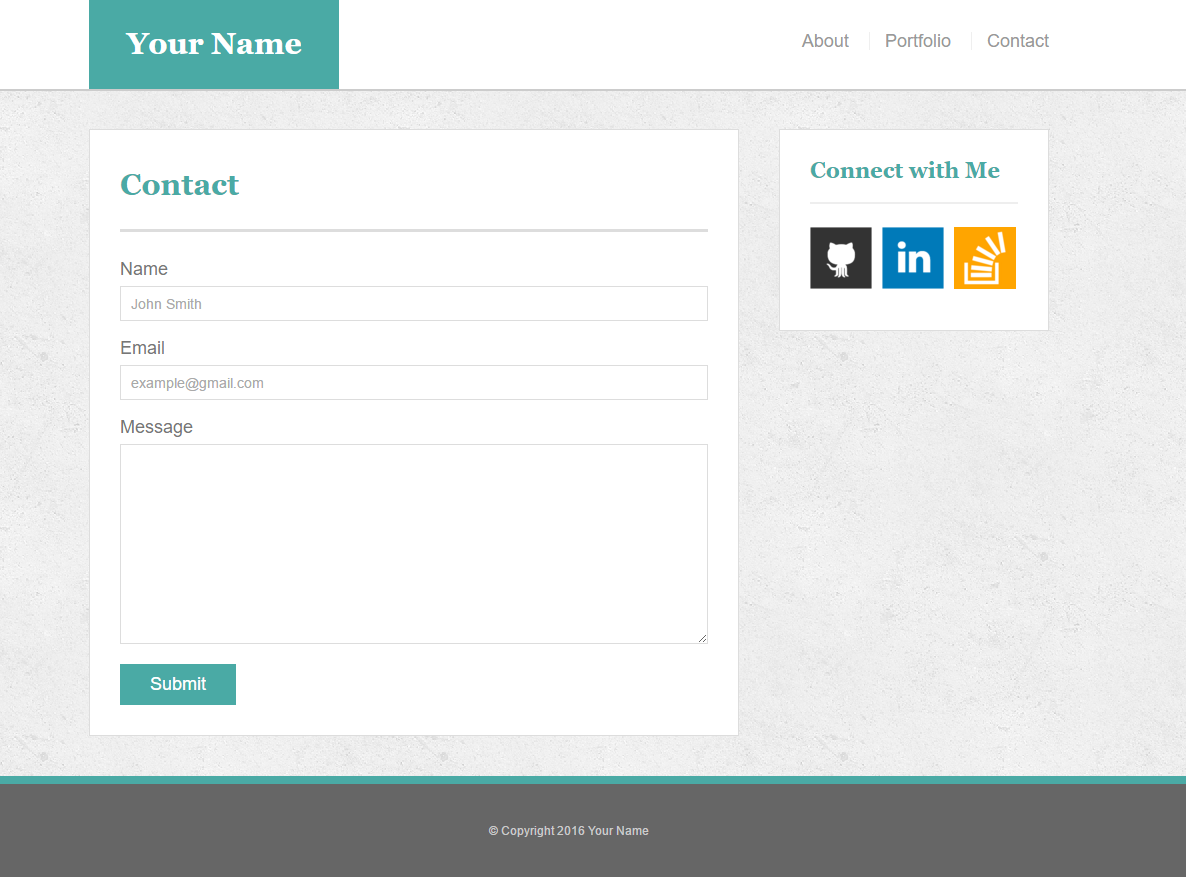 Your Name
About
Portfolio
Contact
Contact
Name
John Smith
Email
example@gmail.com
Message
Submit
Connect with Me
in
© Copyright 2016 Your Name